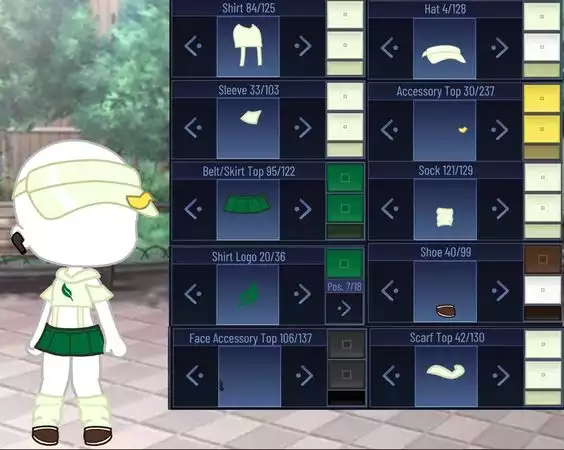 Shirt 84/125
Hat 4/128
Sleeve 33/103
Accessory Top 30/237
Belt/Skirt Top 95/122
Sock 121/129
Shirt Logo 20/36
Pos. 7/18
Shoe 40/99
Face Accessory Top 106/137
Scarf Top 42/130